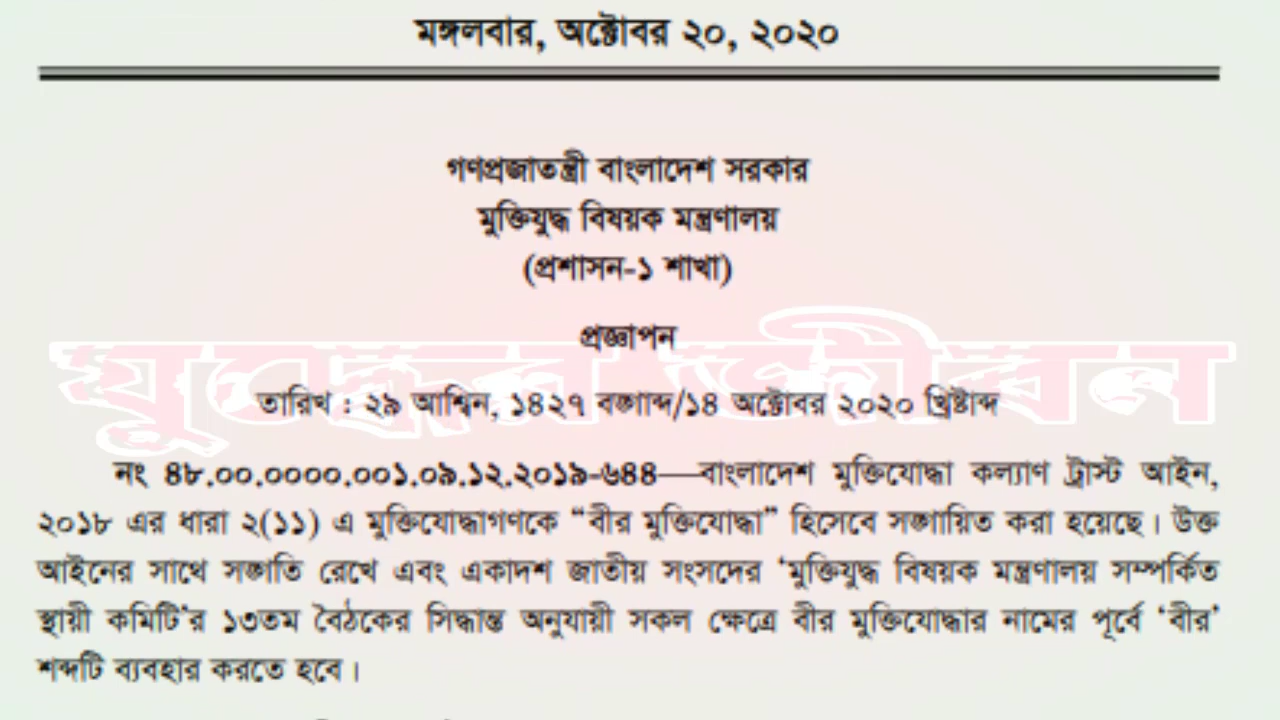 মঙ্গলবার, অক্টোবর ২০, ২০২০
গণপ্রজাতন্ত্রী বাংলাদেশ সরকার
মুক্তিযুদ্ধ বিষয়ক মন্ত্রণালয়
(প্রশাসন-১ শাখা)
প্রজ্ঞাপন
যুদ্ধের জীবন
তারিখ : ২৯ আশ্বিন, ১৪২৭ বঙ্গাব্দ/১৪ অক্টোবর ২০২০ খ্রিষ্টাব্দ
নং ৪৮.০০.০০০০.০০১.০৯.১২.২০১৯-৬৪৪—বাংলাদেশ মুক্তিযোদ্ধা কল্যাণ ট্রাস্ট আইন,
২০১৮ এর ধারা ২(১১) এ মুক্তিযোদ্ধাগণকে “বীর মুক্তিযোদ্ধা” হিসেবে সঙ্গায়িত করা হয়েছে। উক্ত
আইনের সাথে সঙ্গতি রেখে এবং একাদশ জাতীয় সংসদের ‘মুক্তিযুদ্ধ বিষয়ক মন্ত্রণালয় সম্পর্কিত
স্থায়ী কমিটি’র ১৩তম বৈঠকের সিদ্ধান্ত অনুযায়ী সকল ক্ষেত্রে বীর মুক্তিযোদ্ধার নামের পূর্বে ‘বীর’
শব্দটি ব্যবহার করতে হবে।